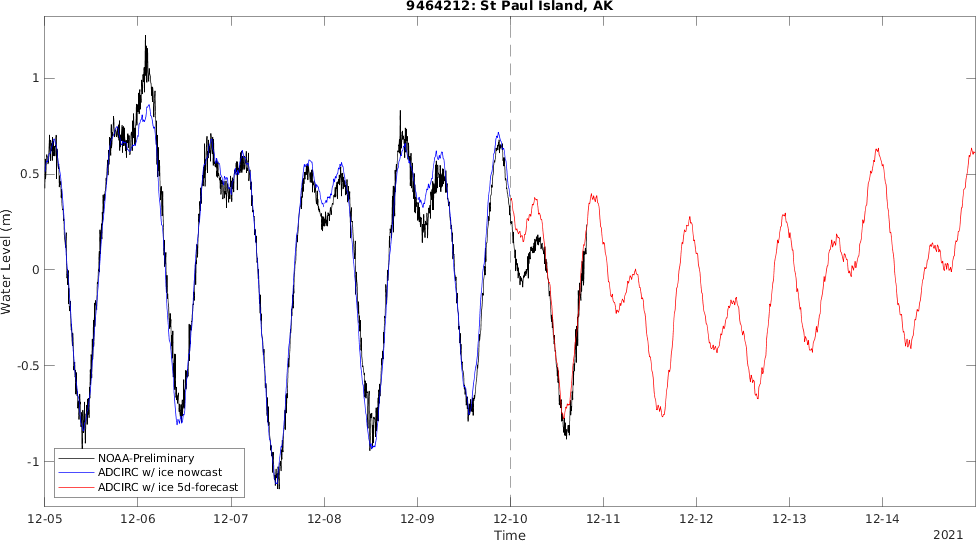 9464212: St Paul Island, AK
Water Level (m)
1
0.5
0
-0.5
-1
NOAA-Preliminary
ADCIRC w/ ice nowcast
ADCIRC w/ ice 5d-forecast
12-05 12-06 12-07 12-08 12-09 12-10 12-11 12-12 12-13 12-14
Time
2021